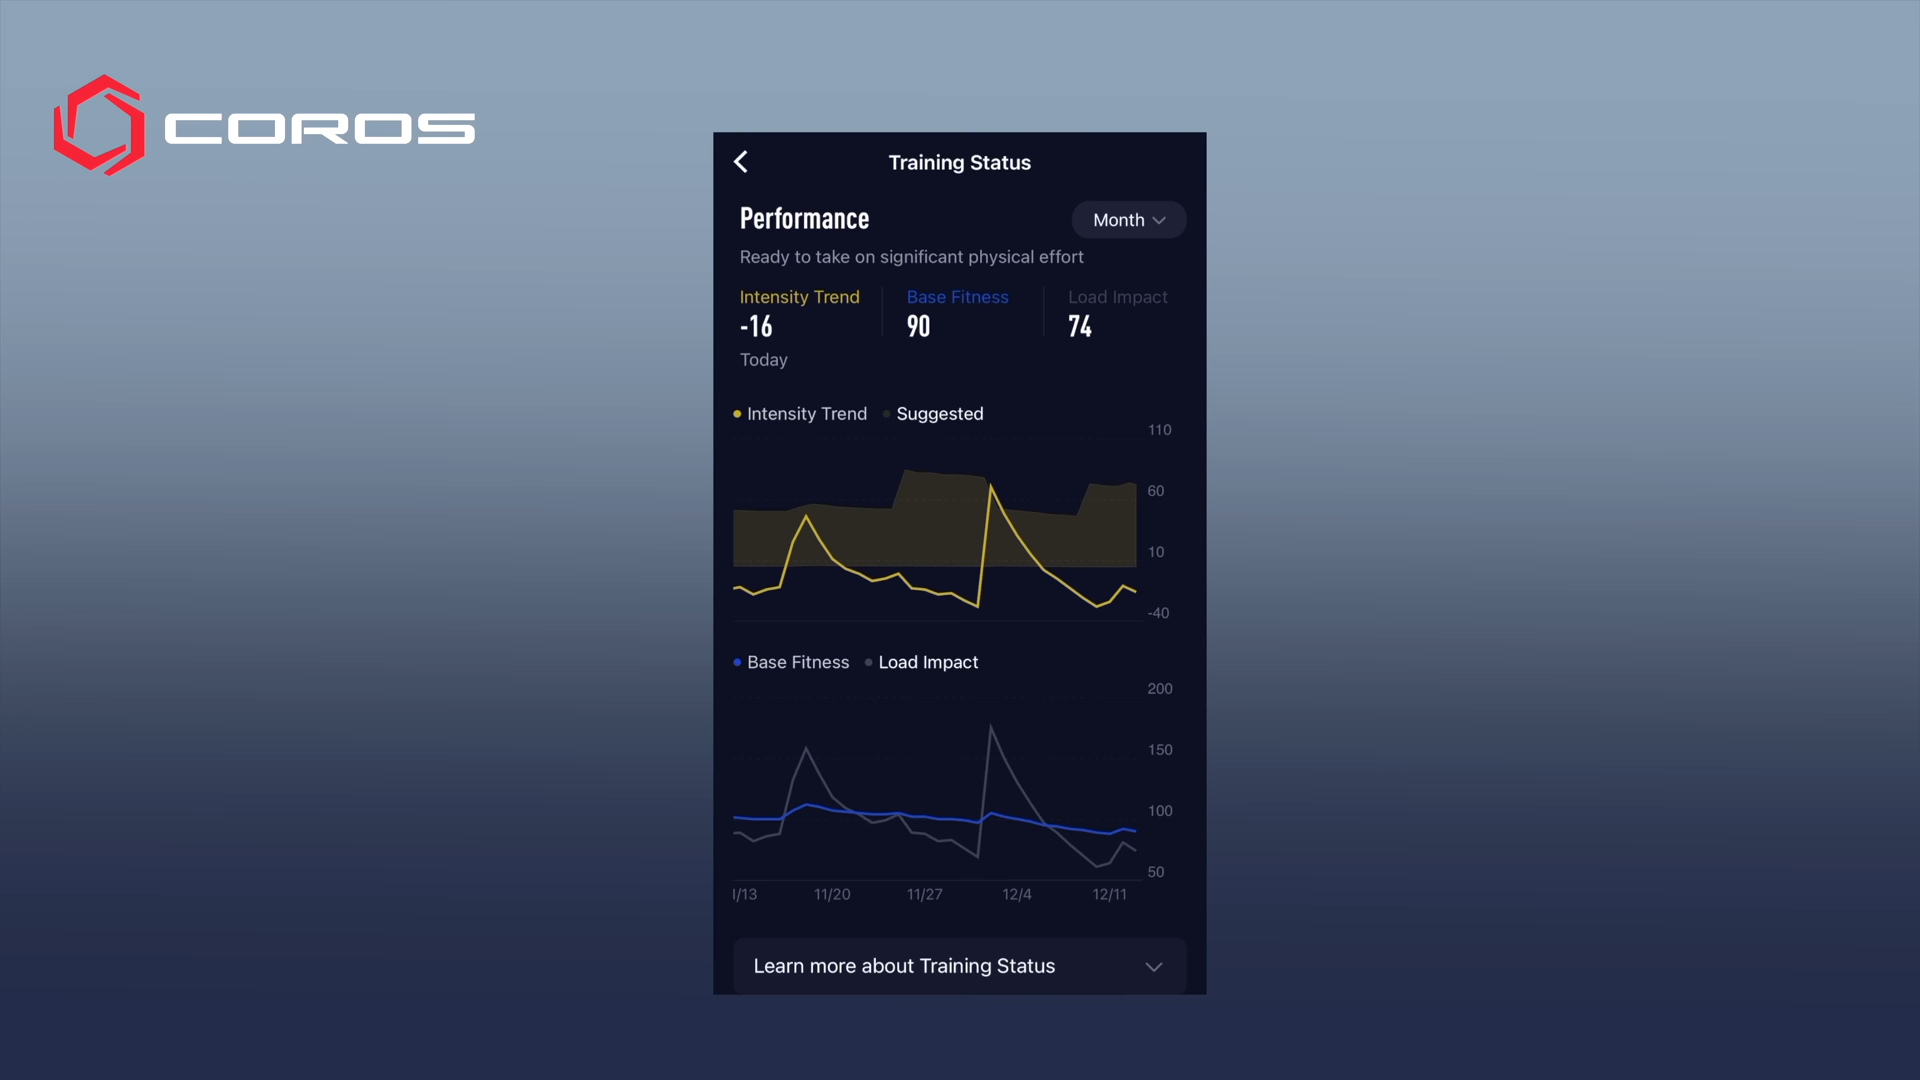 COROS
Training Status
Performance
Month
Ready to take on significant physical effort
Intensity Trend
-16
Today
Base Fitness
90
Load Impact
74
Intensity Trend
Suggested
110
60
10
-40
Base Fitness
Load Impact
200
150
100
50
/13
11/20
11/27
12/4
12/11
Learn more about Training Status